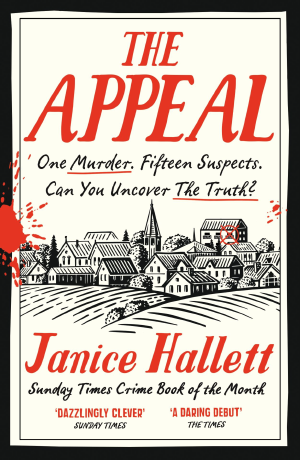 THE
APPEAL
One Murder. Fifteen Suspects.
Can You Uncover The Truth?
Janice Hallett
Sunday Times Crime Book of the Month
'DAZZLINGLY CLEVER'
SUNDAY TIMES
'A DARING DEBUT'
THE TIMES